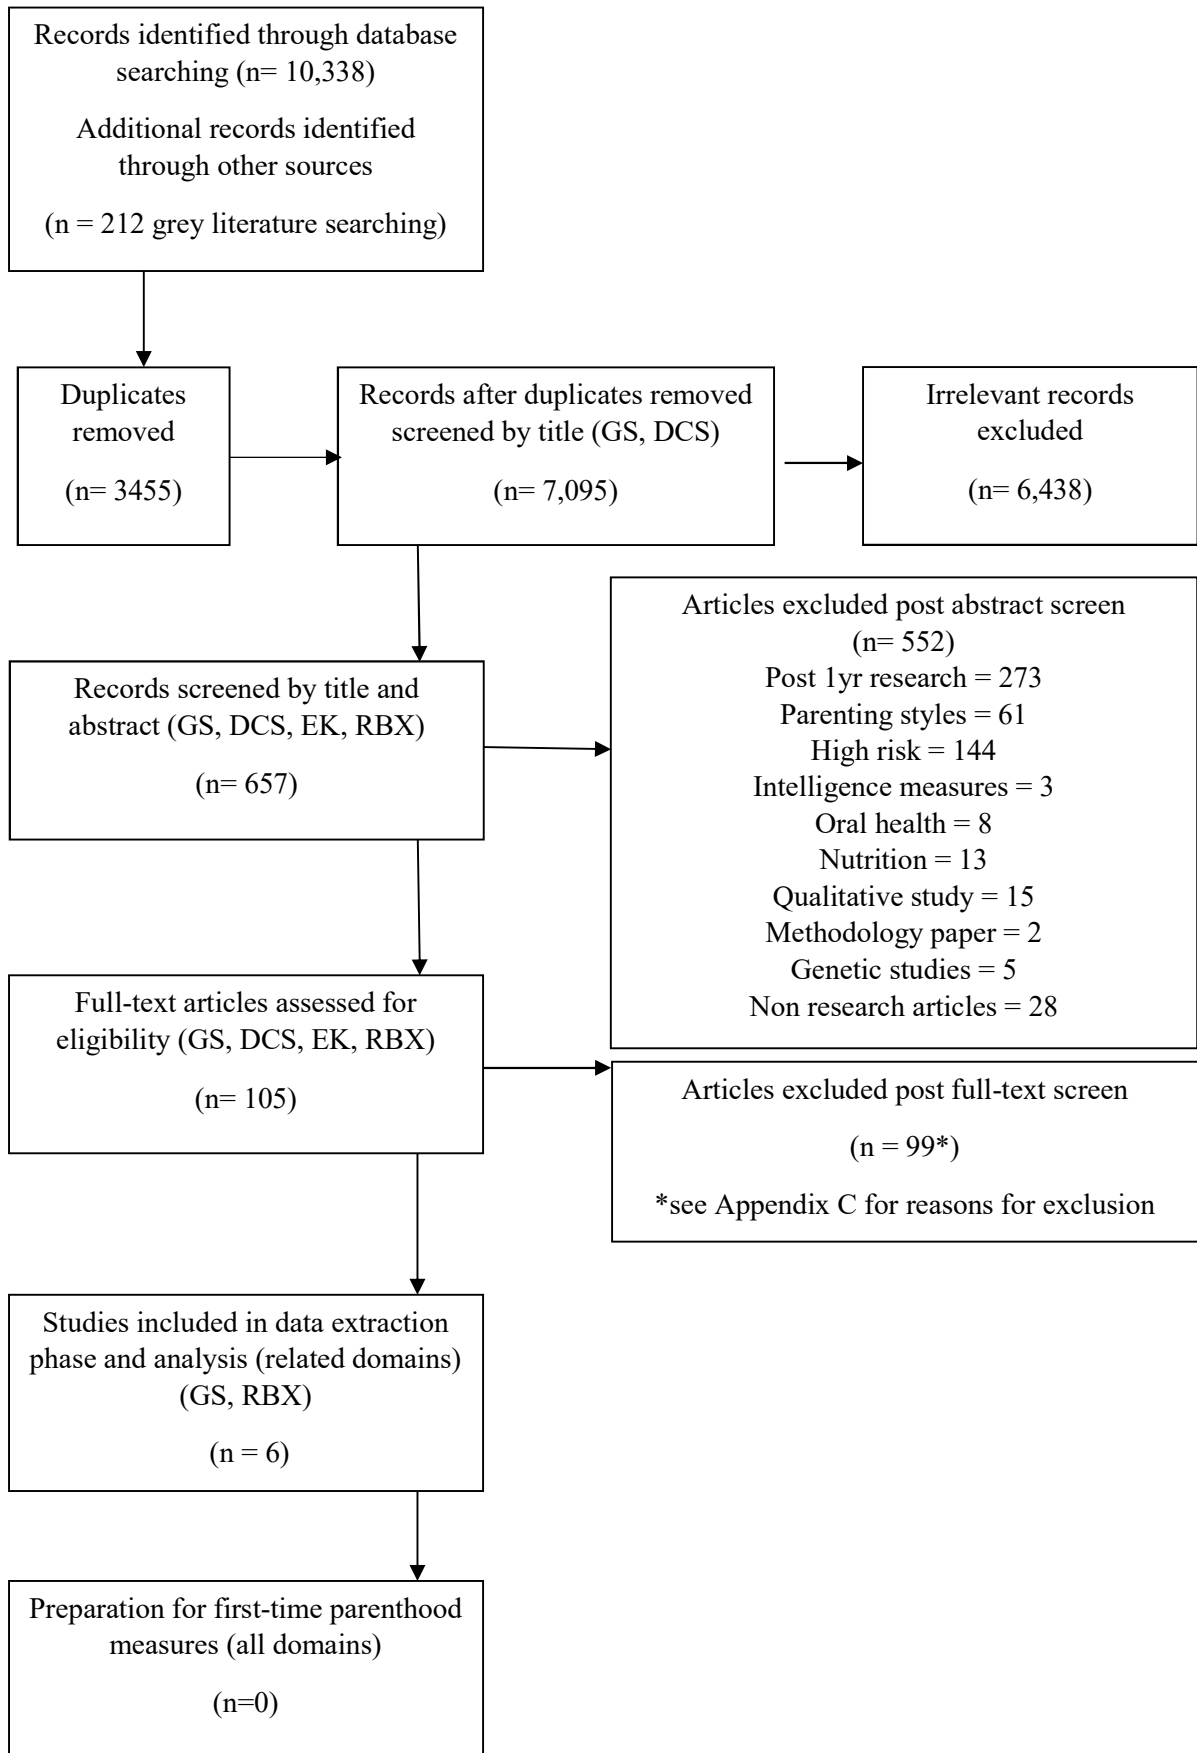 Records identified through database
searching (n= 10,338)
Additional records identified
through other sources
(n = 212 grey literature searching)
Duplicates
removed
(n= 3455)
Records after duplicates removed
screened by title (GS, DCS)
(n= 7,095)
Irrelevant records
excluded
(n= 6,438)
Records screened by title and
abstract (GS, DCS, EK, RBX)
(n= 657)
Articles excluded post abstract screen
(n= 552)
Post 1yr research = 273
Parenting styles = 61
High risk = 144
Intelligence measures = 3
Oral health = 8
Nutrition = 13
Qualitative study = 15
Methodology paper = 2
Genetic studies = 5
Non research articles = 28
Full-text articles assessed for
eligibility (GS, DCS, EK, RBX)
(n= 105)
Articles excluded post full-text screen
(n = 99*)
*see Appendix C for reasons for exclusion
Studies included in data extraction
phase and analysis (related domains)
(GS, RBX)
(n = 6)
Preparation for first-time parenthood
measures (all domains)
(n=0)